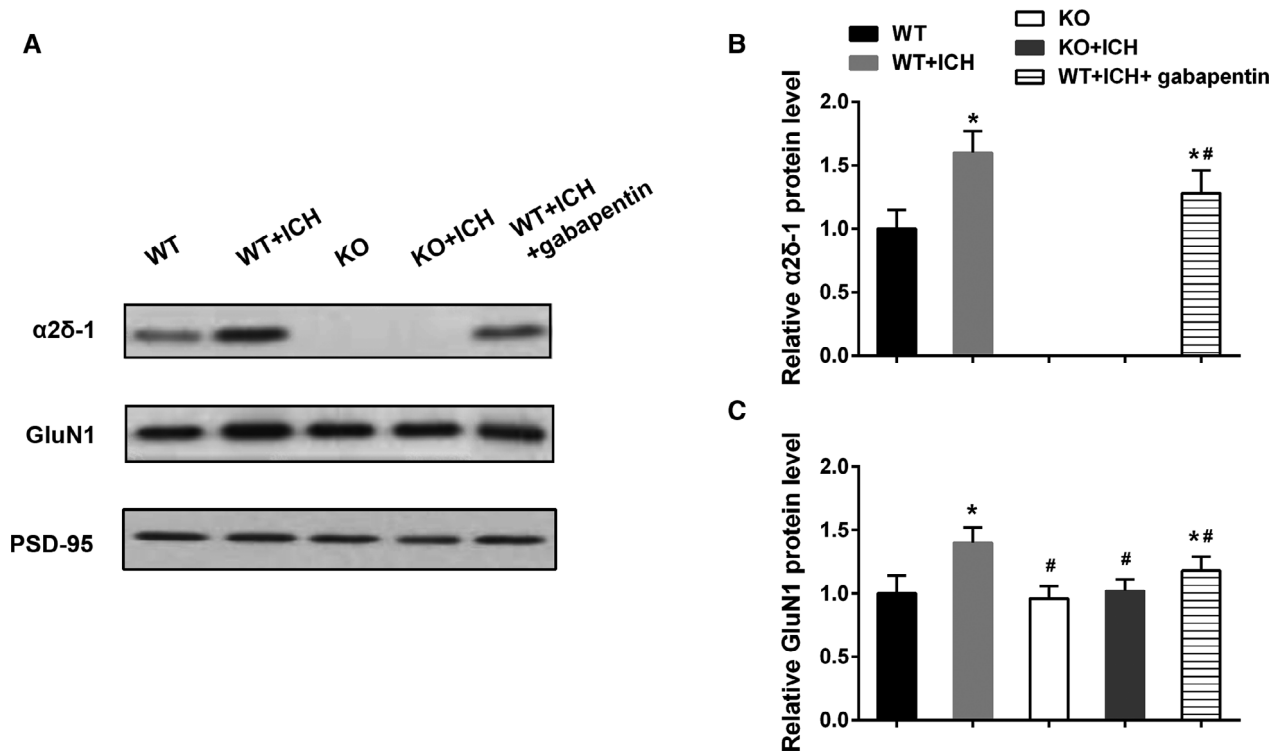 A
WT
WT+ICH
KO
KO+ICH
WT+ICH
+gabapentin
α2δ-1
GluN1
PSD-95
B
WT
WT+ICH
KO
KO+ICH
WT+ICH+ gabapentin
Relative α2δ-1 protein level
2.0
1.5
1.0
0.5
0.0
*
*#
C
Relative GluN1 protein level
2.0
1.5
1.0
0.5
0.0
*
#
#
*#